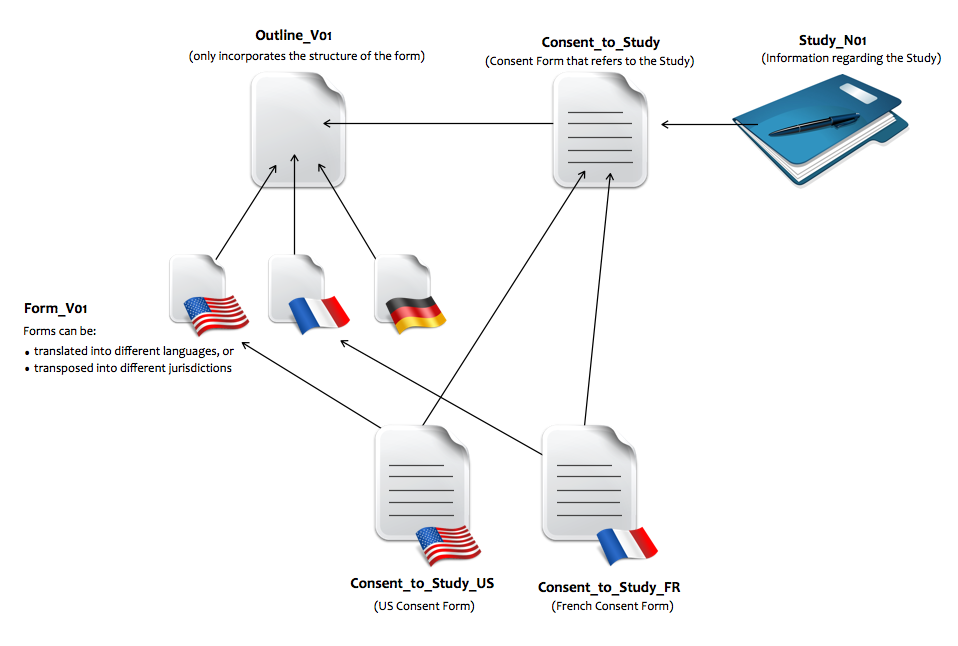 Outline_V01
(only incorporates the structure of the form)
Consent_to_Study
(Consent Form that refers to the Study)
Study_N01
(Information regarding the Study)
Form_V01
Forms can be:
• translated into different languages, or
• transposed into different jurisdictions
Consent_to_Study_US
(US Consent Form)
Consent_to_Study_FR
(French Consent Form)